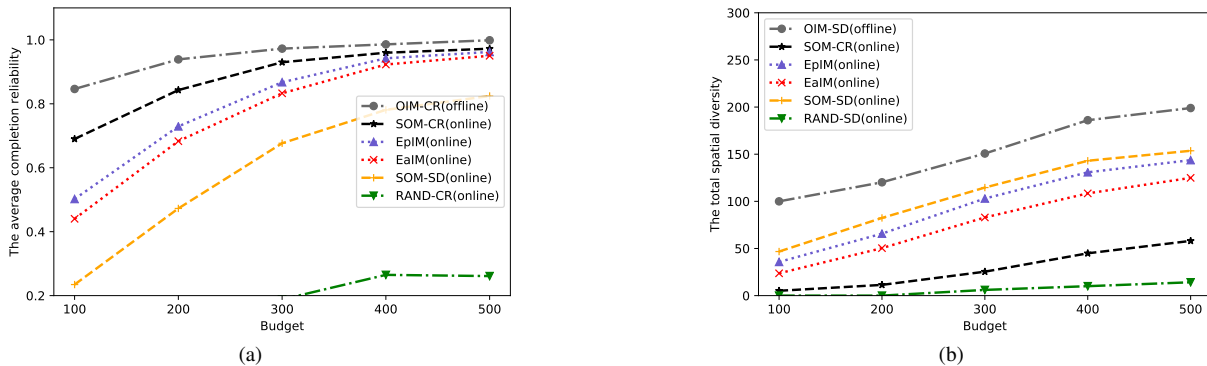 The average completion reliability
1.0
0.8
0.6
0.4
0.2
OIM-CR(offline)
SOM-CR(online)
EpIM(online)
EaIM(online)
SOM-SD(online)
RAND-CR(online)
100 200 300 400 500
Budget
(a)
The total spatial diversity
300
250
200
150
100
50
0
OIM-SD(offline)
SOM-CR(online)
EpIM(online)
EaIM(online)
SOM-SD(online)
RAND-SD(online)
100 200 300 400 500
Budget
(b)